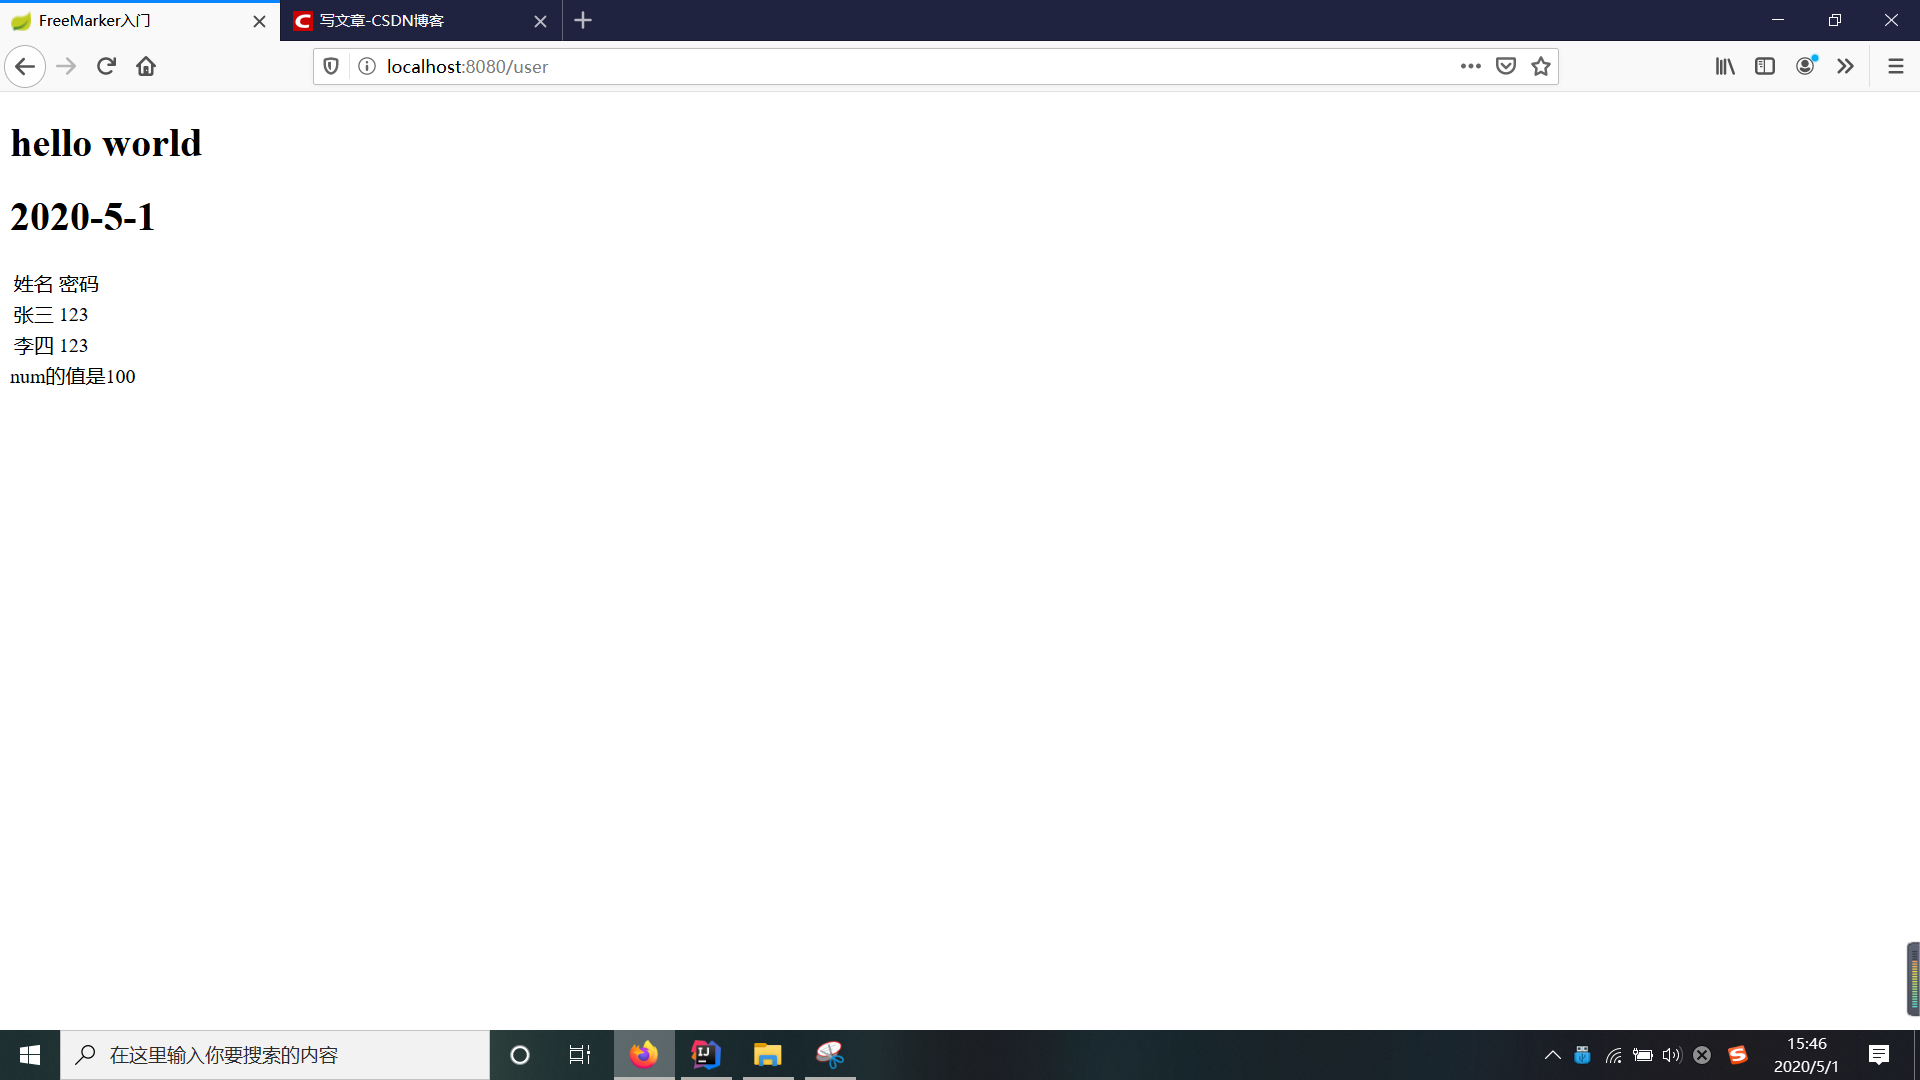 FreeMarker入门
写文章-CSDN博客
localhost:8080/user
hello world
2020-5-1
姓名 密码
张三 123
李四 123
num的值是100
在这里输入你要搜索的内容
15:46
2020/5/1